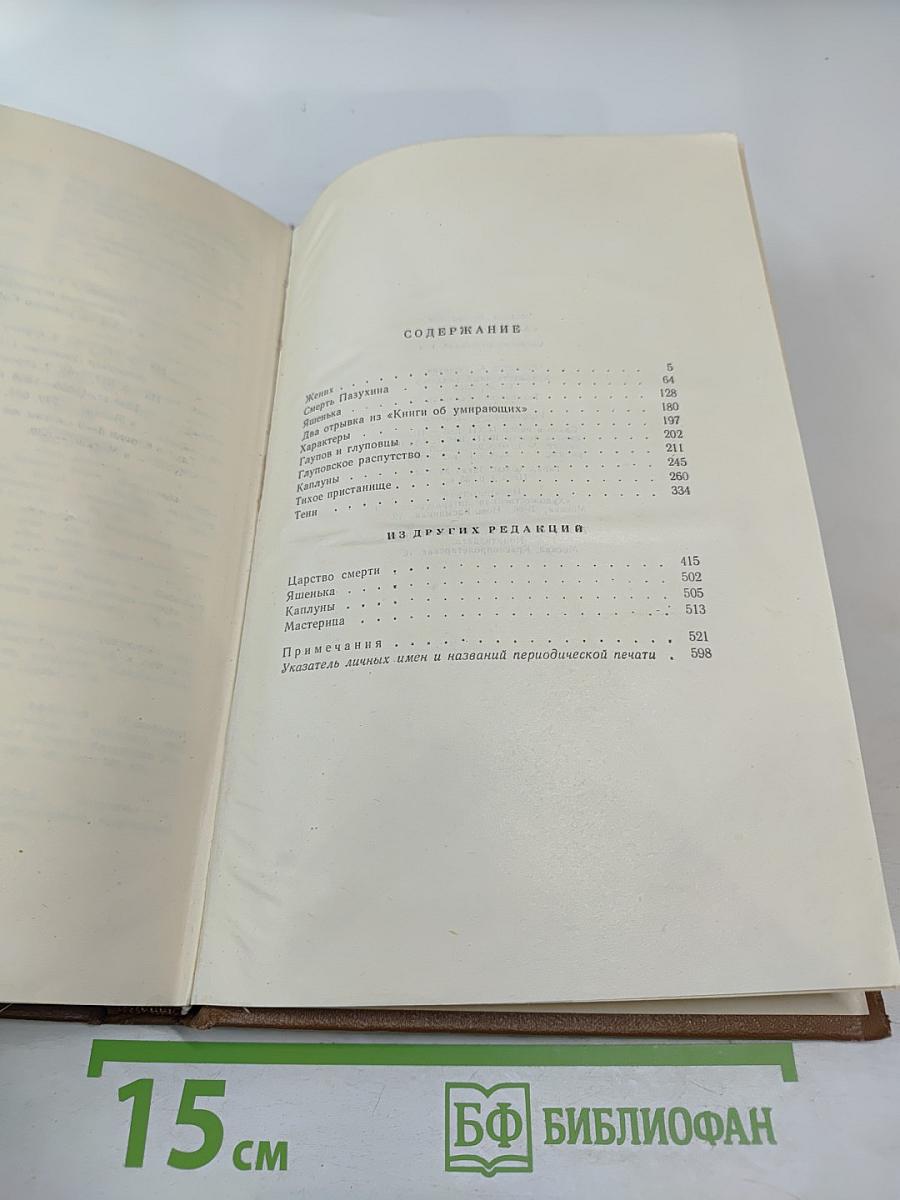 СОДЕРЖАНИЕ
Жених . . . . . . . . . . . . . . . . . . . . 5
Смерть Пазухина . . . . . . . . . . . . . . . 64
Яшенька . . . . . . . . . . . . . . . . . . . 128
Два отрывка из «Книги об умирающих» . . . . . 180
Характеры . . . . . . . . . . . . . . . . . . 197
Глупов и глуповцы . . . . . . . . . . . . . . 202
Глуповское распутство . . . . . . . . . . . . 211
Каплуны . . . . . . . . . . . . . . . . . . . 245
Тихое пристанище . . . . . . . . . . . . . . 260
Тени . . . . . . . . . . . . . . . . . . . . 334
ИЗ ДРУГИХ РЕДАКЦИЙ
Царство смерти . . . . . . . . . . . . . . . 415
Яшенька . . . . . . . . . . . . . . . . . . . 502
Каплуны . . . . . . . . . . . . . . . . . . . 505
Мастерица . . . . . . . . . . . . . . . . . . 513
Примечания . . . . . . . . . . . . . . . . . 521
Указатель личных имен и названий периодической печати . 598
15 см
БФ БИБЛИОФАН